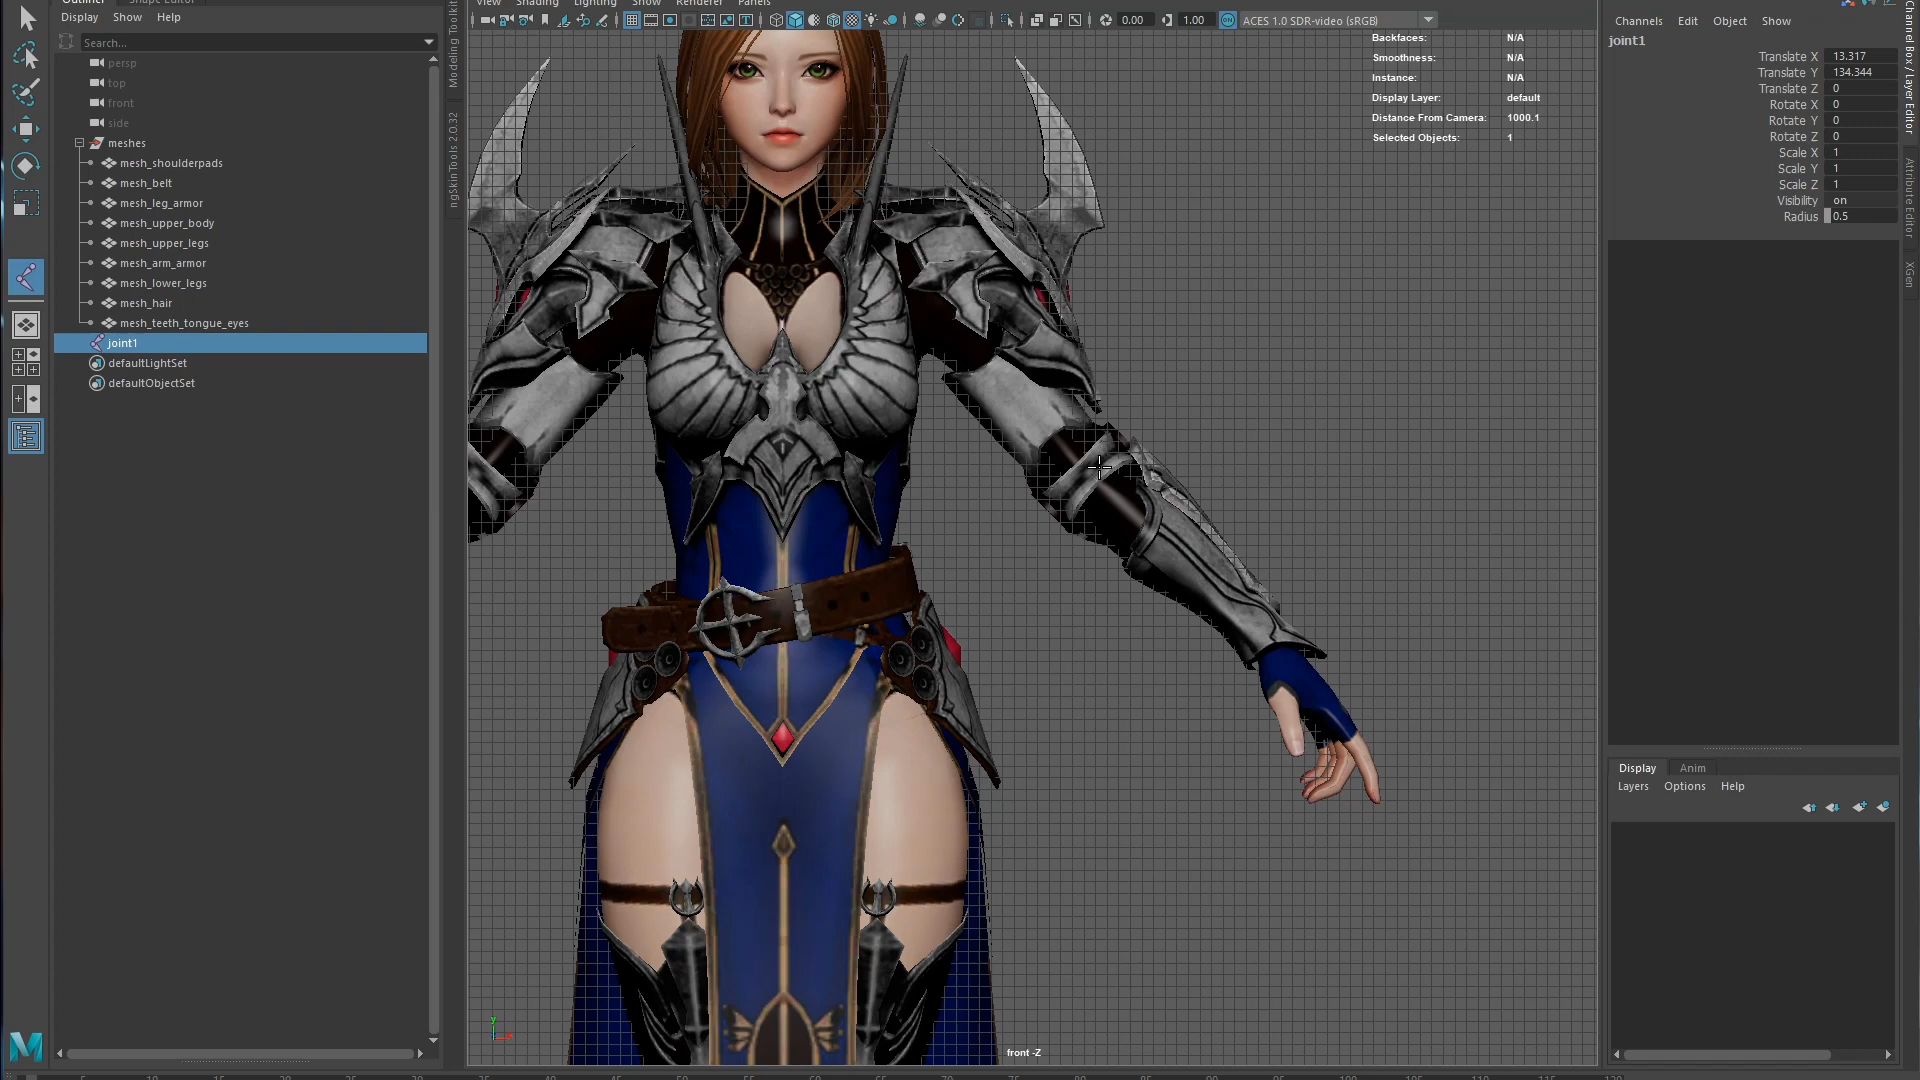 Outliner
Shape Editor
Display Show Help
Search...
persp
top
front
side
meshes
mesh_shoulderpads
mesh_belt
mesh_leg_armor
mesh_upper_body
mesh_upper_legs
mesh_arm_armor
mesh_lower_legs
mesh_hair
mesh_teeth_tongue_eyes
joint1
defaultLightSet
defaultObjectSet
Modeling Toolkit
ngSkinTools 2.0.32
View Shading Lighting Show Renderer Panels
0.00 1.00 ACES 1.0 SDR-video (sRGB)
Backfaces: N/A
Smoothness: N/A
Instance: N/A
Display Layer: default
Distance From Camera: 1000.1
Selected Objects: 1
y
front -Z
Channels Edit Object Show
joint1
Translate X 13.317
Translate Y 134.344
Translate Z 0
Rotate X 0
Rotate Y 0
Rotate Z 0
Scale X 1
Scale Y 1
Scale Z 1
Visibility on
Radius 0.5
Channel Box / Layer Editor
Attribute Editor
XGen
Display Anim
Layers Options Help
M